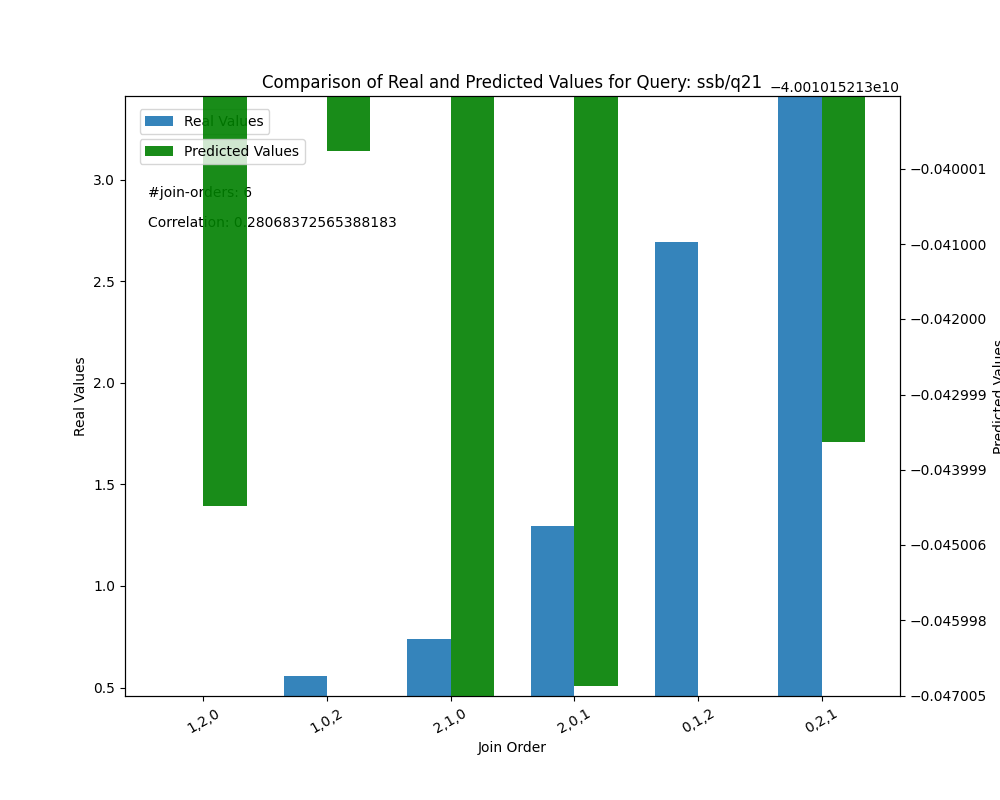 Comparison of Real and Predicted Values for Query: ssb/q21
−4.001015213e10
Real Values
Predicted Values
#join-orders: 6
Correlation: 0.28068372565388183
3.0
2.5
2.0
1.5
1.0
0.5
Real Values
−0.040001
−0.041000
−0.042000
−0.042999
−0.043999
−0.045006
−0.045998
−0.047005
Predicted Values
1,2,0
1,0,2
2,1,0
2,0,1
0,1,2
0,2,1
Join Order